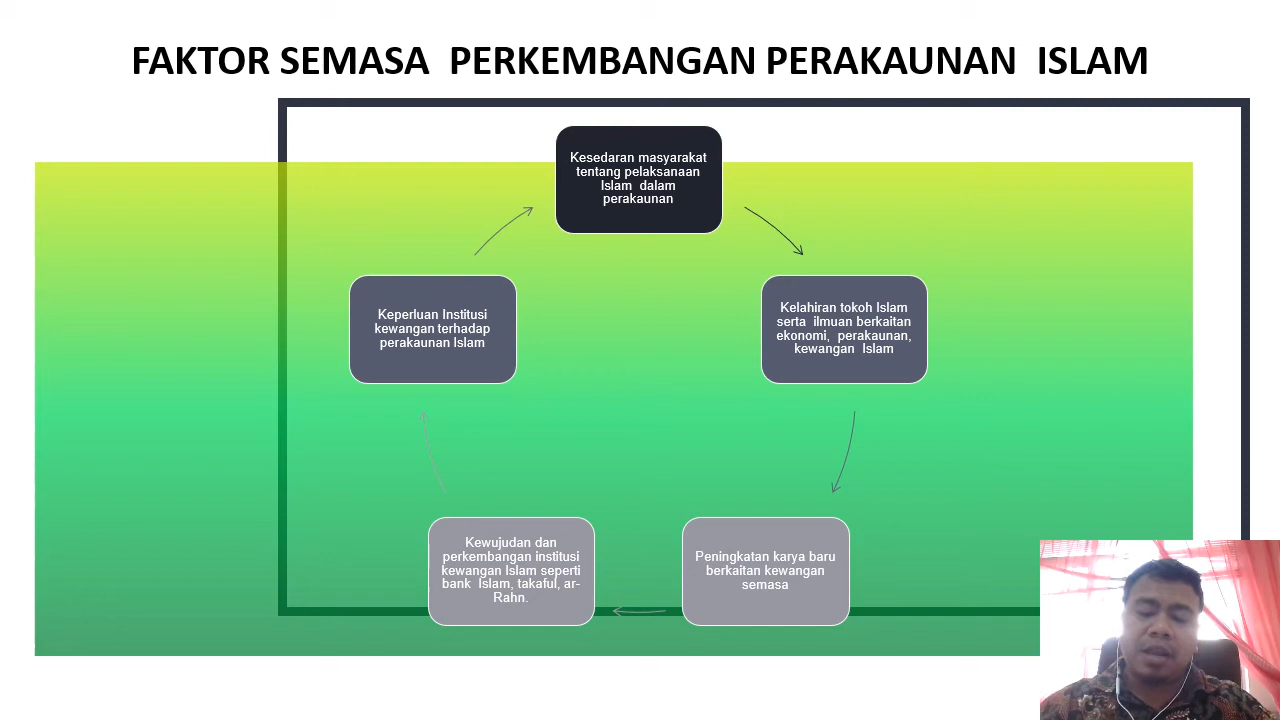 FAKTOR SEMASA  PERKEMBANGAN PERAKAUNAN  ISLAM
Kesedaran masyarakat
tentang pelaksanaan
Islam  dalam
perakaunan
Kelahiran tokoh Islam
serta  ilmuan berkaitan
ekonomi,  perakaunan,
kewangan  Islam
Peningkatan karya baru
berkaitan kewangan
semasa
Kewujudan dan
perkembangan institusi
kewangan Islam seperti
bank  Islam, takaful, ar-
Rahn.
Keperluan Institusi
kewangan terhadap
perakaunan Islam